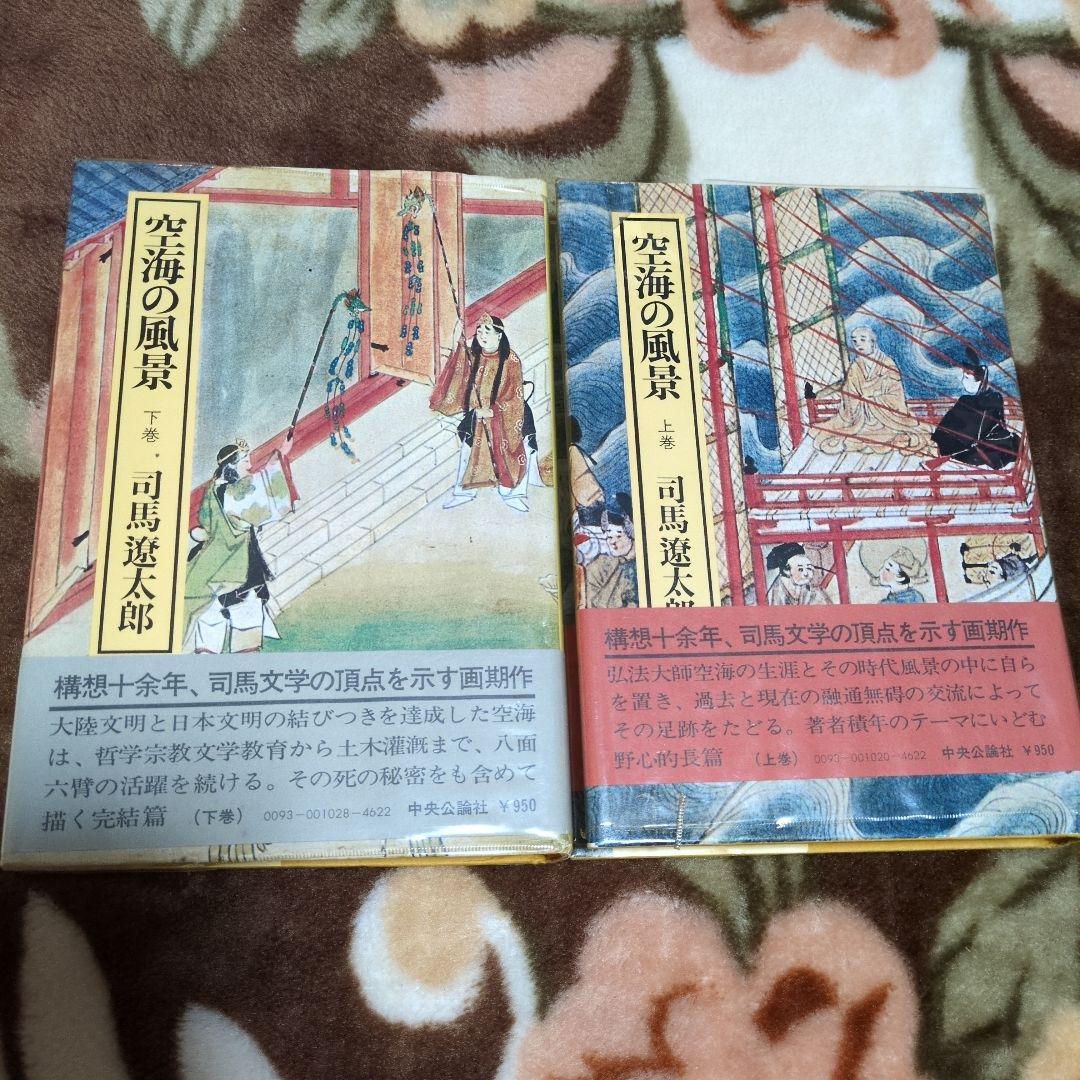 空海の風景
下巻
司馬遼太郎
構想十余年、司馬文学の頂点を示す画期作
大陸文明と日本文明の結びつきを達成した空海
は、哲学宗教文学教育から土木灌漑まで、八面
六臂の活躍を続ける。その死の秘密をも含めて
描く完結篇 (下巻) 0093-001028-4622 中央公論社 ¥950
空海の風景
上巻
司馬遼太郎
構想十余年、司馬文学の頂点を示す画期作
弘法大師空海の生涯とその時代風景の中に自ら
を置き、過去と現在の融通無碍の交流によって
その足跡をたどる。著者積年のテーマにいどむ
野心的長篇 (上巻) 0093-001020-4622 中央公論社 ¥950